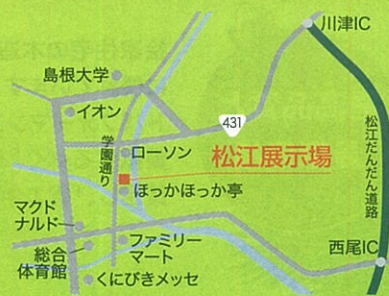 川津IC
島根大学
イオン
431
学園通り
ローソン
松江展示場
松江だんだん道路
ほっかほっか亭
マクド
ナルド
総合
体育館
ファミリー
マート
西尾IC
くにびきメッセ